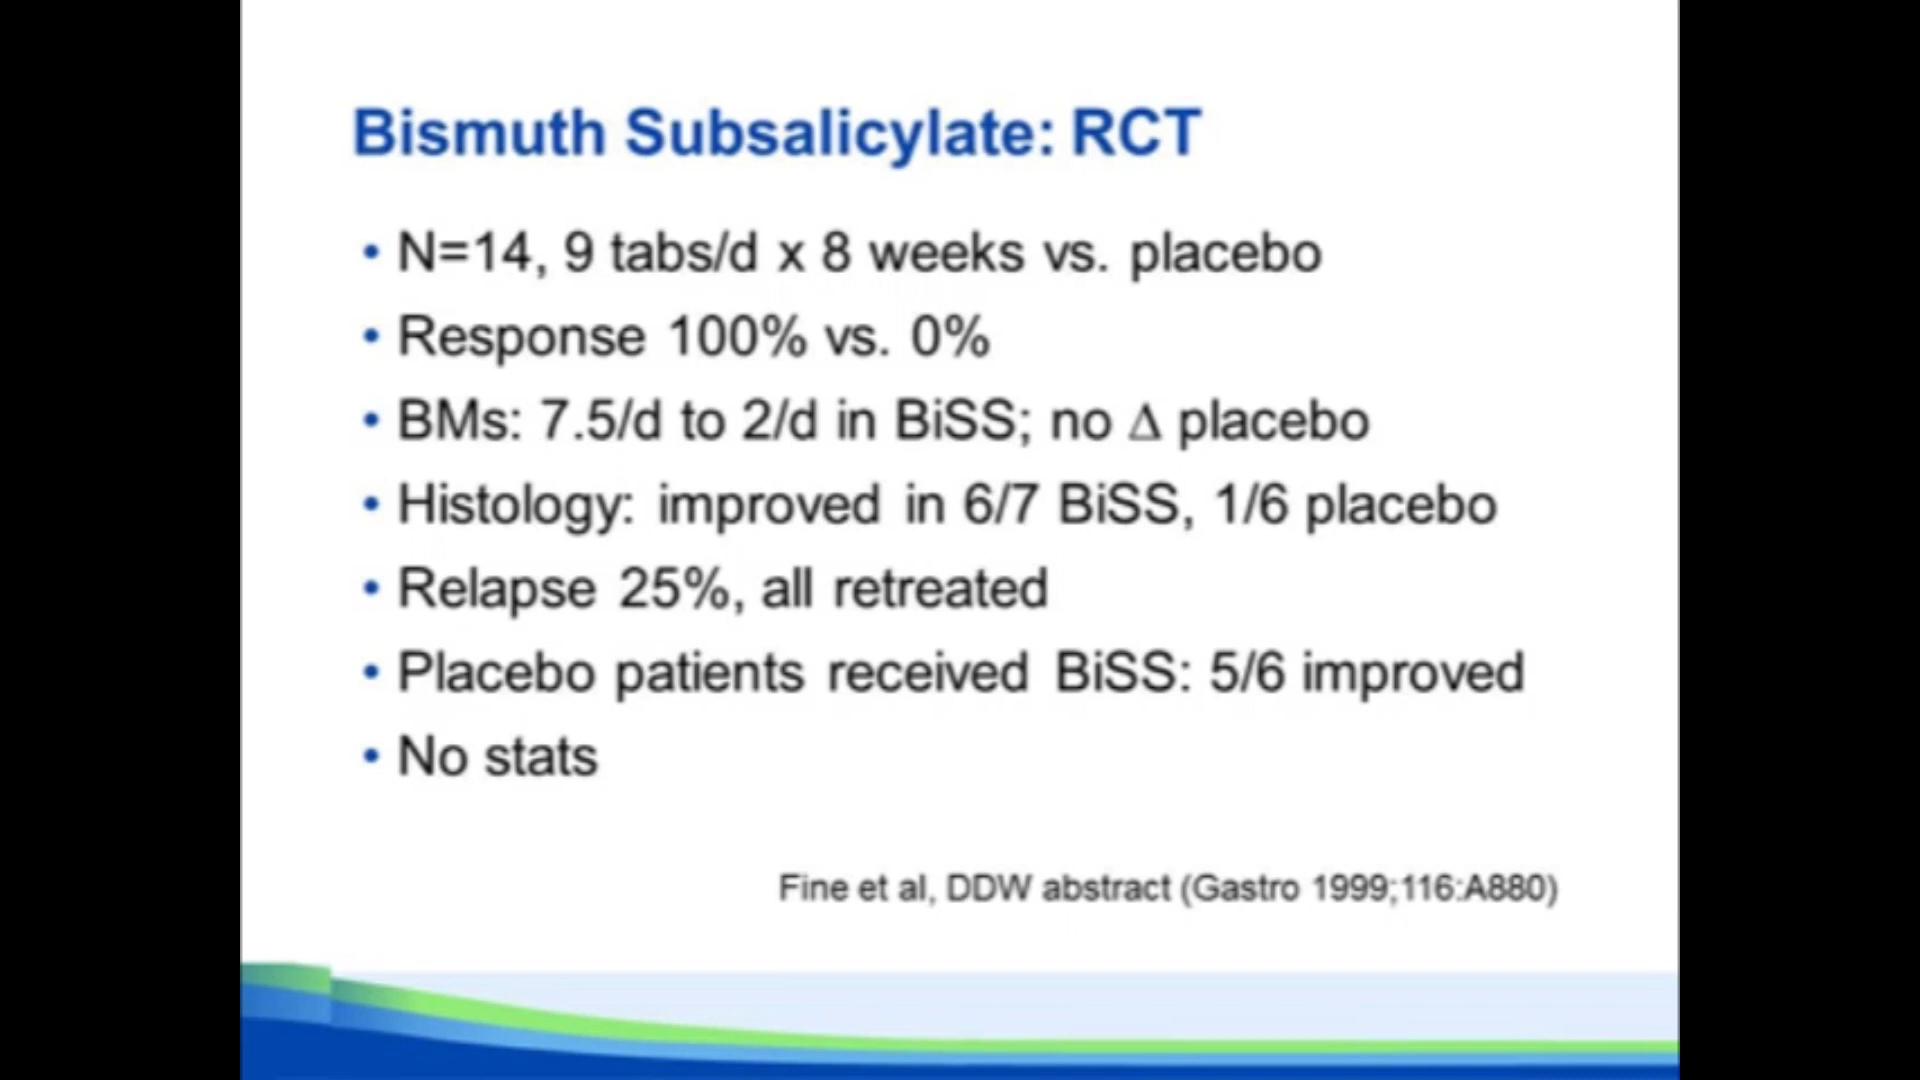 Bismuth Subsalicylate: RCT
• N=14, 9 tabs/d x 8 weeks vs. placebo
• Response 100% vs. 0%
• BMs: 7.5/d to 2/d in BiSS; no Δ placebo
• Histology: improved in 6/7 BiSS, 1/6 placebo
• Relapse 25%, all retreated
• Placebo patients received BiSS: 5/6 improved
• No stats
Fine et al, DDW abstract (Gastro 1999;116:A880)